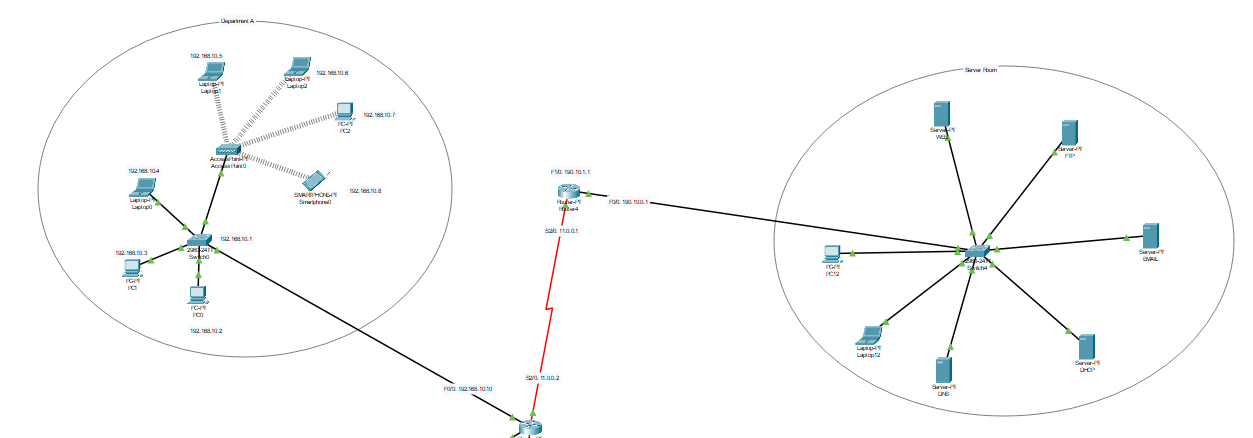 Department A
192.168.10.5
Laptop-PT
Laptop1
Laptop-PT
Laptop2
192.168.10.6
PC-PT
PC2
192.168.10.7
AccessPoint-PT
Access Point0
SMARTPHONE-PT
Smartphone0
192.168.10.8
192.168.10.4
Laptop-PT
Laptop0
192.168.10.1
2960-24TT
Switch0
192.168.10.3
PC-PT
PC1
PC-PT
PC0
192.168.10.2
F0/0. 192.168.10.10
F1/0. 190.10.1.1
Router-PT
Router4
F0/0. 190.10.0.1
S2/0. 11.0.0.1
S2/0. 11.0.0.2
Server Room
Server-PT
WEB
Server-PT
FTP
Server-PT
EMAIL
PC-PT
PC12
2960-24TT
Switch4
Laptop-PT
Laptop12
Server-PT
DNS
Server-PT
DHCP